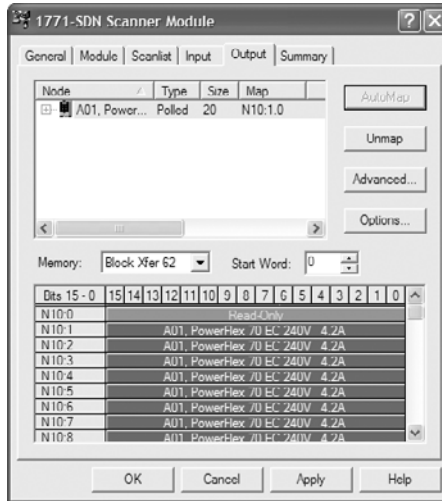 1771-SDN Scanner Module
General Module Scanlist Input Output Summary
Node Type Size Map
A01, Power... Polled 20 N10:1.0
AutoMap
Unmap
Advanced...
Options...
Memory: Block Xfer 62 Start Word: 0
Bits 15 - 0 15 14 13 12 11 10 9 8 7 6 5 4 3 2 1 0
N10:0 Read-Only
N10:1 A01, PowerFlex 70 EC 240V 4.2A
N10:2 A01, PowerFlex 70 EC 240V 4.2A
N10:3 A01, PowerFlex 70 EC 240V 4.2A
N10:4 A01, PowerFlex 70 EC 240V 4.2A
N10:5 A01, PowerFlex 70 EC 240V 4.2A
N10:6 A01, PowerFlex 70 EC 240V 4.2A
N10:7 A01, PowerFlex 70 EC 240V 4.2A
N10:8 A01, PowerFlex 70 EC 240V 4.2A
OK Cancel Apply Help